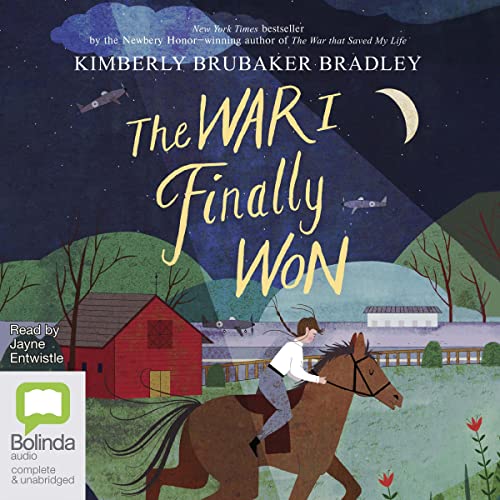 New York Times bestseller
by the Newbery Honor–winning author of The War that Saved My Life
KIMBERLY BRUBAKER BRADLEY
The WAR I
Finally
WON
Read by
Jayne
Entwistle
Bolinda
audio
complete
& unabridged